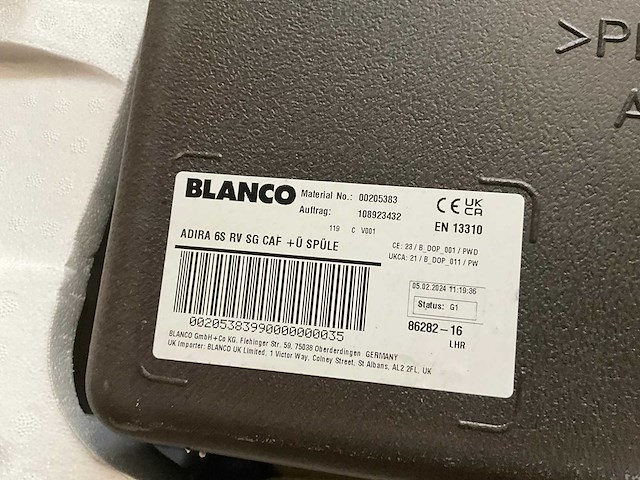 >P
A
BLANCO
Material No.: 00205383
Auftrag: 108923432
119 C V001
CE UK CA
EN 13310
ADIRA 6S RV SG CAF +Ü SPÜLE
CE: 23 / B_DOP_001 / PWD
UKCA: 21 / B_DOP_011 / PW
05.02.2024 11:19:36
Status: G1
86282-16
LHR
00205383990000000035
BLANCO GmbH+Co KG, Flehinger Str. 59, 75038 Oberderdingen GERMANY
UK Importer: BLANCO UK Limited, 1 Victor Way, Colney Street, St Albans, AL2 2FL, UK